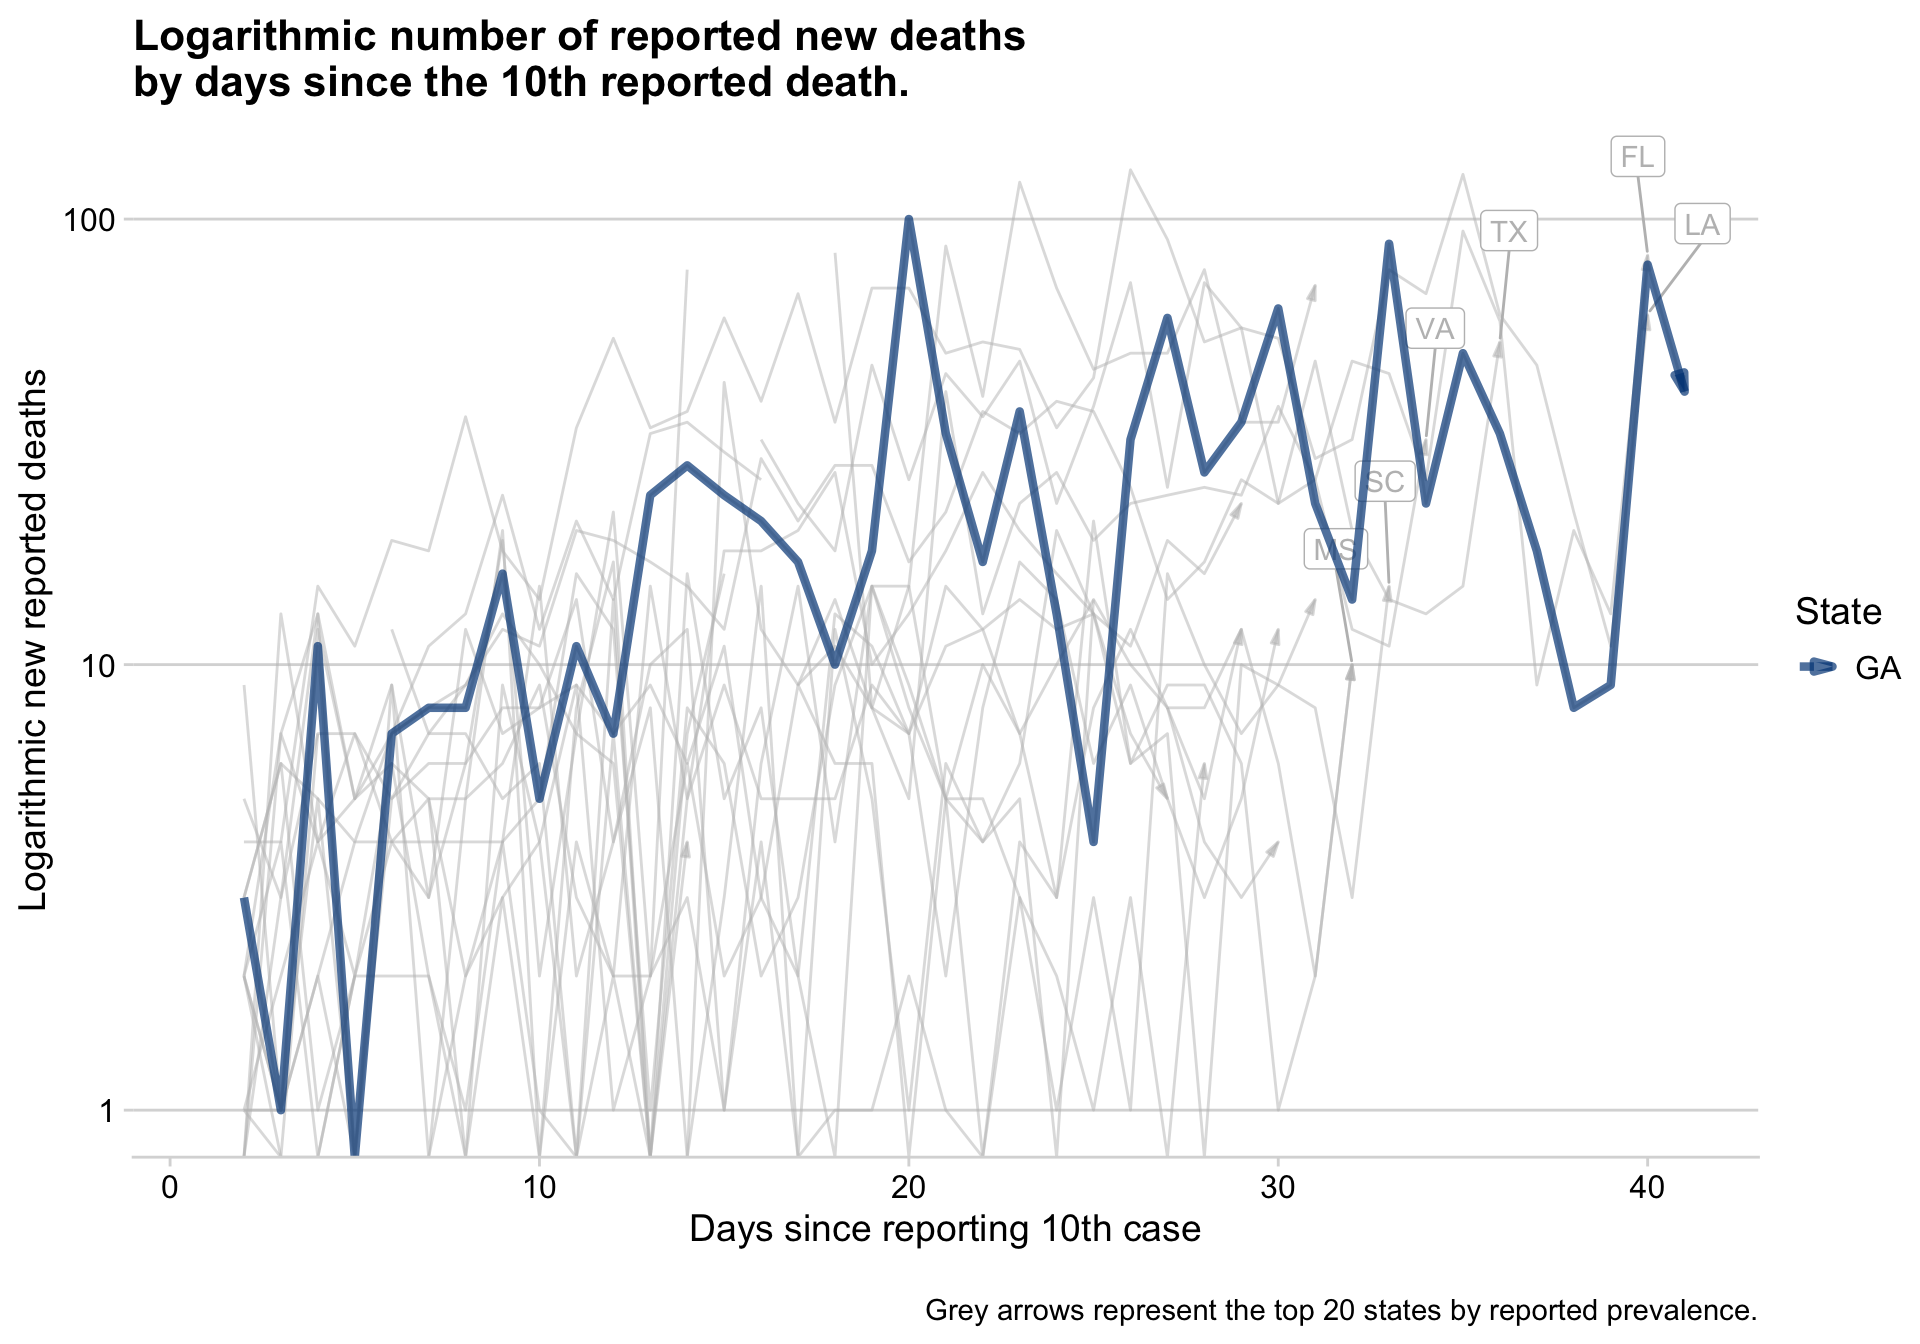 Logarithmic number of reported new deaths
by days since the 10th reported death.
Logarithmic new reported deaths
100
10
1
FL
LA
TX
VA
SC
MS
State
GA
0
10
20
30
40
Days since reporting 10th case
Grey arrows represent the top 20 states by reported prevalence.